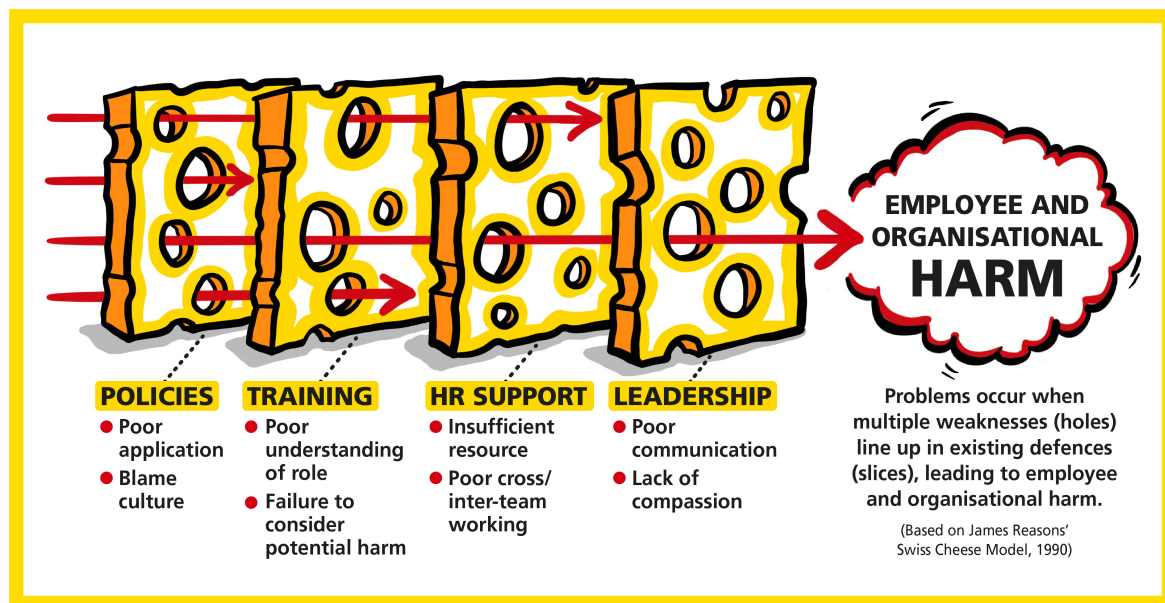 EMPLOYEE AND
ORGANISATIONAL
HARM
POLICIES
Poor
application
Blame
culture
TRAINING
Poor
understanding
of role
Failure to
consider
potential harm
HR SUPPORT
Insufficient
resource
Poor cross/
inter-team
working
LEADERSHIP
Poor
communication
Lack of
compassion
Problems occur when
multiple weaknesses (holes)
line up in existing defences
(slices), leading to employee
and organisational harm.
(Based on James Reasons’
Swiss Cheese Model, 1990)